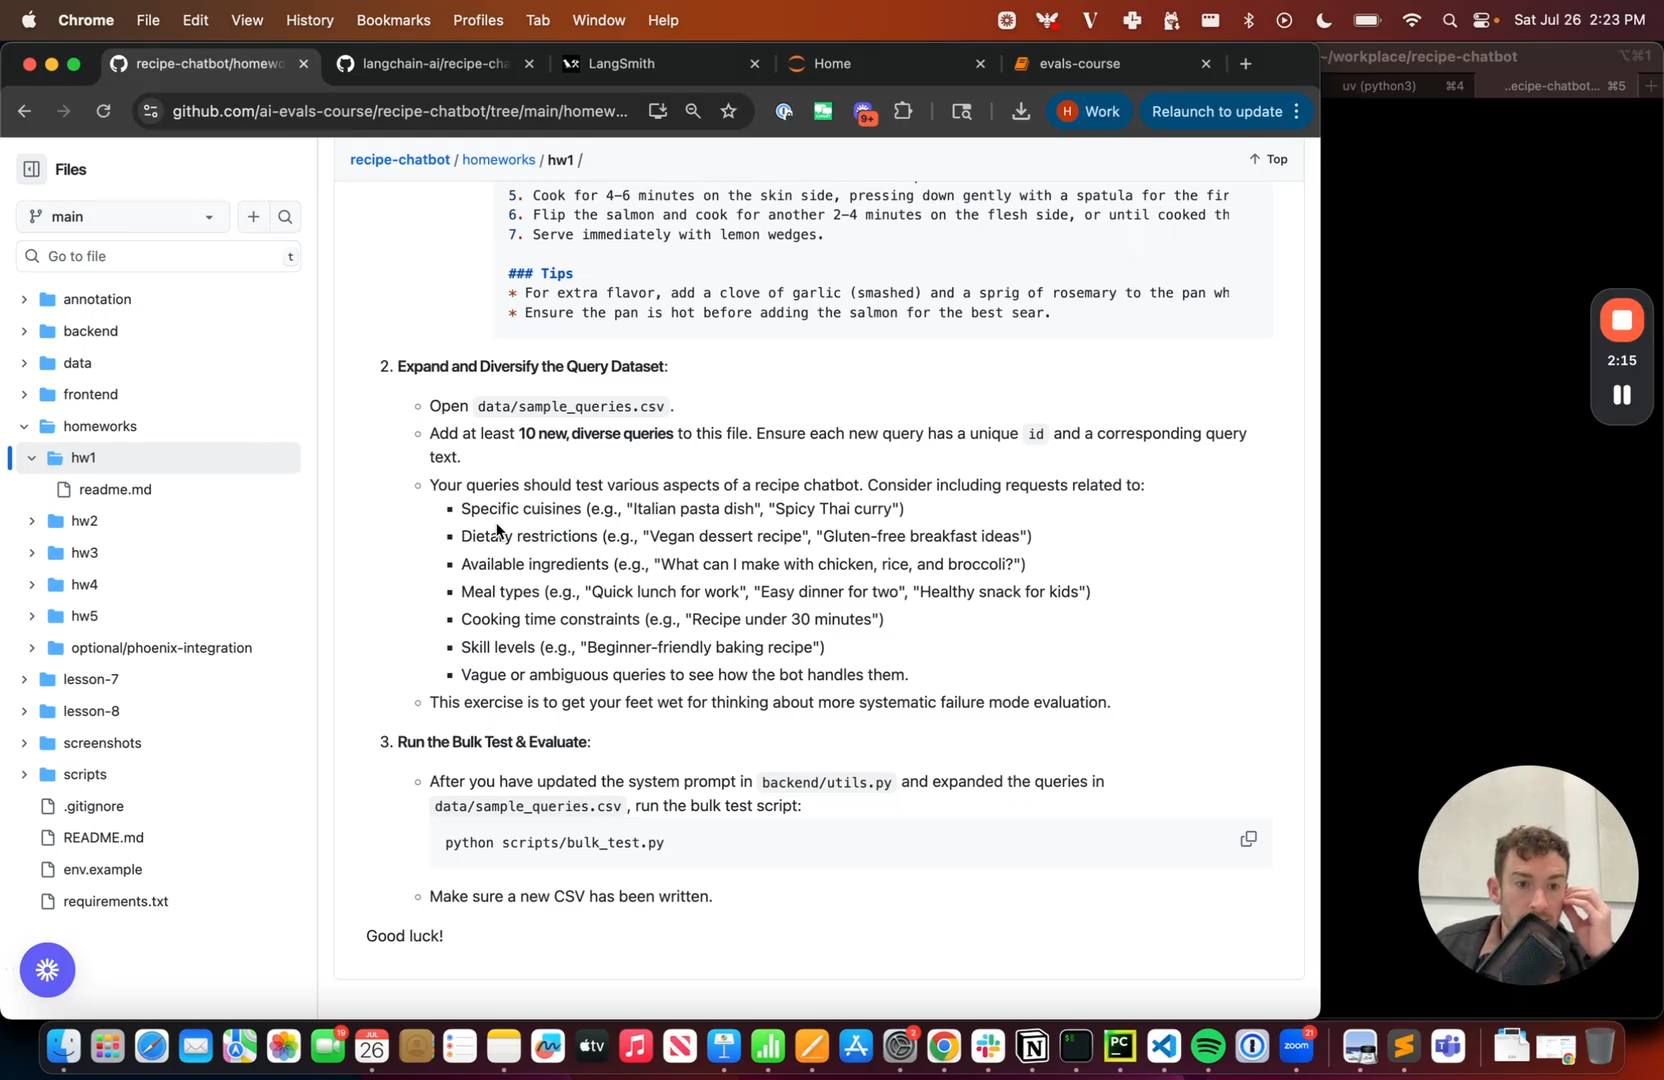 Chrome File Edit View History Bookmarks Profiles Tab Window Help
Sat Jul 26 2:23 PM
recipe-chatbot/homewo
langchain-ai/recipe-cha
LangSmith
Home
evals-course
~/workplace/recipe-chatbot
⌥⌘1
uv (python3) ⌘4
..ecipe-chatbot... ⌘5
github.com/ai-evals-course/recipe-chatbot/tree/main/homew...
9+
H Work
Relaunch to update
Files
main
Go to file
t
annotation
backend
data
frontend
homeworks
hw1
readme.md
hw2
hw3
hw4
hw5
optional/phoenix-integration
lesson-7
lesson-8
screenshots
scripts
.gitignore
README.md
env.example
requirements.txt
recipe-chatbot / homeworks / hw1 /
Top
5. Cook for 4–6 minutes on the skin side, pressing down gently with a spatula for the fir
6. Flip the salmon and cook for another 2–4 minutes on the flesh side, or until cooked th
7. Serve immediately with lemon wedges.
### Tips
* For extra flavor, add a clove of garlic (smashed) and a sprig of rosemary to the pan wh
* Ensure the pan is hot before adding the salmon for the best sear.
2. Expand and Diversify the Query Dataset:
Open data/sample_queries.csv.
Add at least 10 new, diverse queries to this file. Ensure each new query has a unique id and a corresponding query
text.
Your queries should test various aspects of a recipe chatbot. Consider including requests related to:
Specific cuisines (e.g., "Italian pasta dish", "Spicy Thai curry")
Dietary restrictions (e.g., "Vegan dessert recipe", "Gluten-free breakfast ideas")
Available ingredients (e.g., "What can I make with chicken, rice, and broccoli?")
Meal types (e.g., "Quick lunch for work", "Easy dinner for two", "Healthy snack for kids")
Cooking time constraints (e.g., "Recipe under 30 minutes")
Skill levels (e.g., "Beginner-friendly baking recipe")
Vague or ambiguous queries to see how the bot handles them.
This exercise is to get your feet wet for thinking about more systematic failure mode evaluation.
3. Run the Bulk Test & Evaluate:
After you have updated the system prompt in backend/utils.py and expanded the queries in
data/sample_queries.csv, run the bulk test script:
python scripts/bulk_test.py
Make sure a new CSV has been written.
Good luck!
2:15
19
JUL
26
tv
2
PC
zoom
21